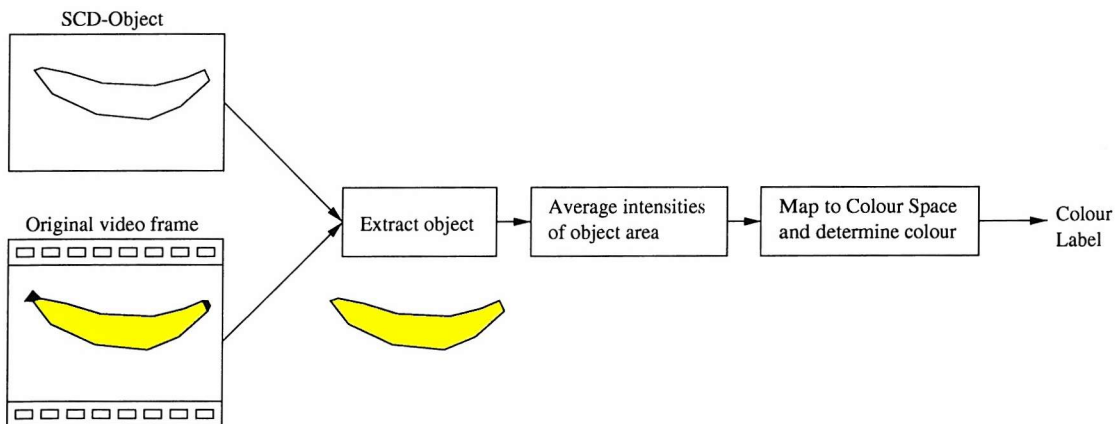 SCD-Object
Original video frame
Extract object
Average intensities
of object area
Map to Colour Space
and determine colour
Colour
Label